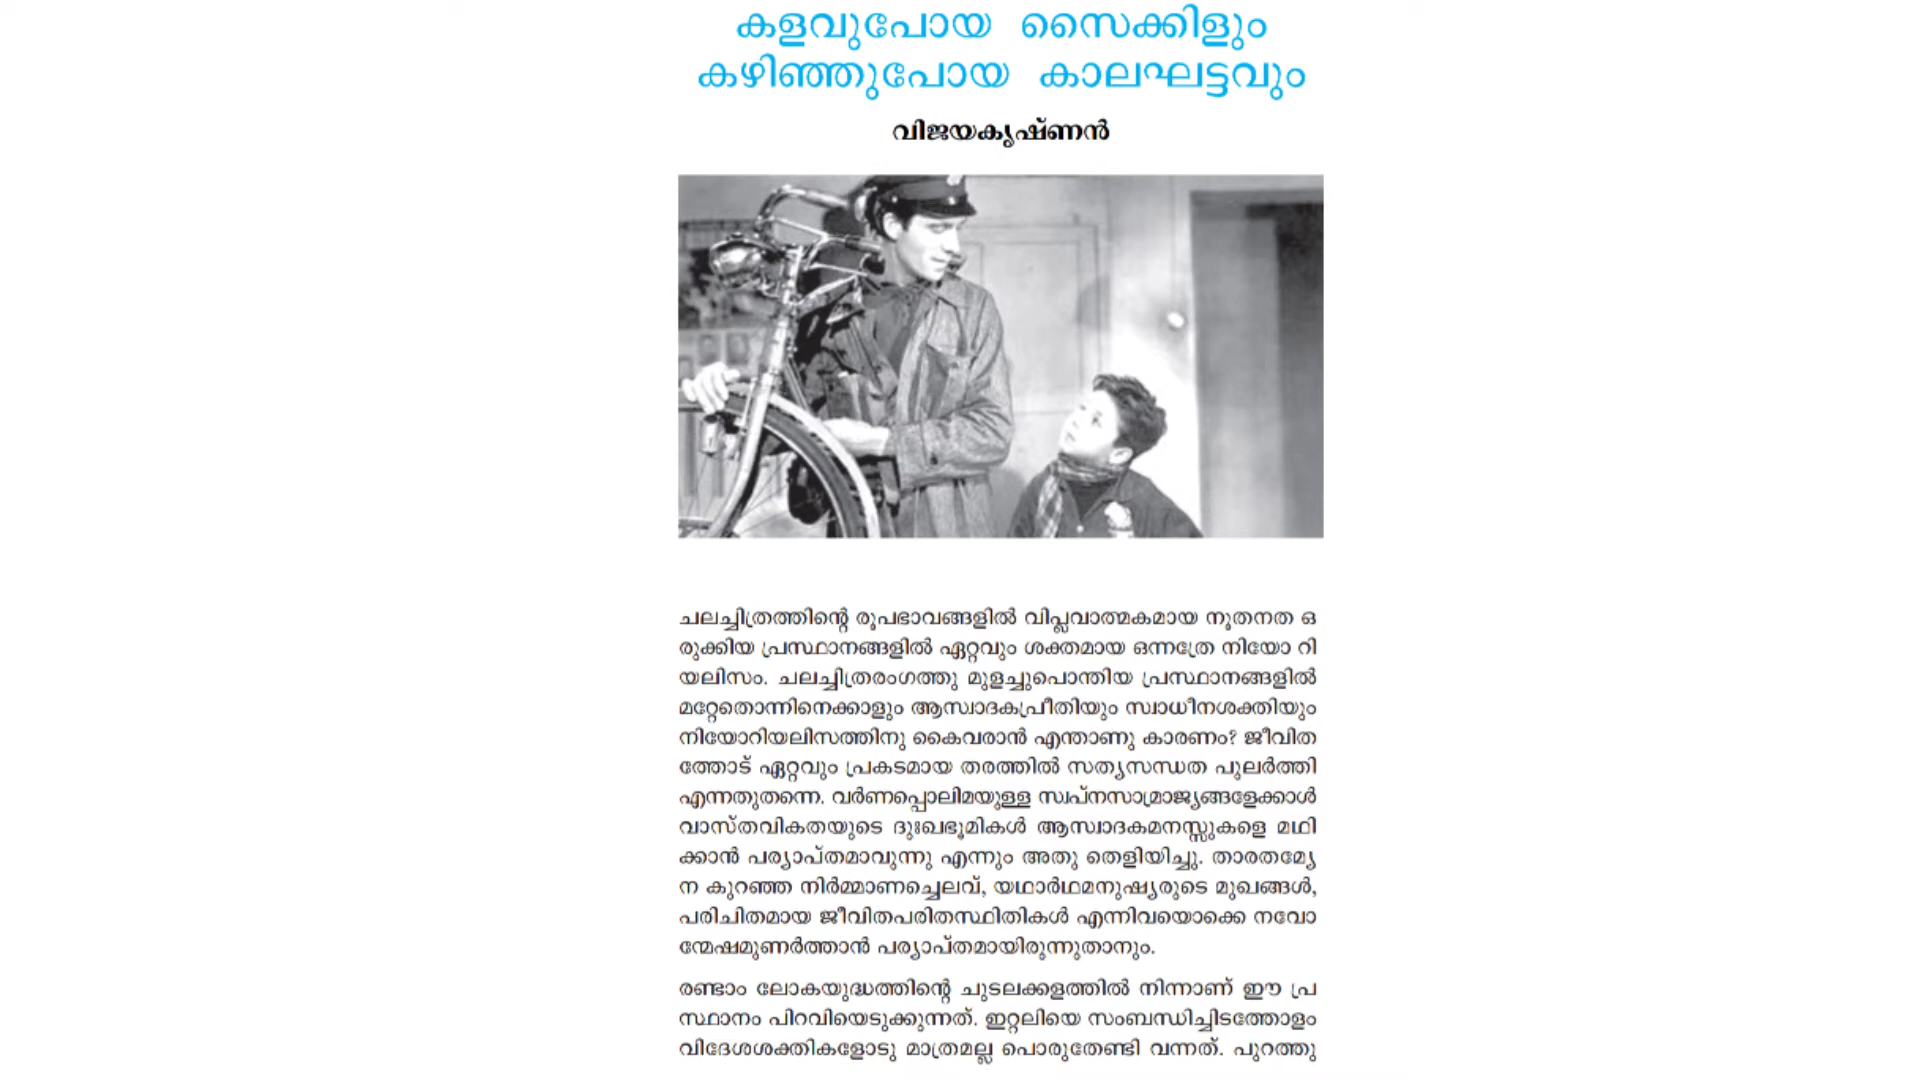 കളവുപോയ സൈക്കിളും
കഴിഞ്ഞുപോയ കാലഘട്ടവും
വിജയകൃഷ്ണൻ
ചലച്ചിത്രത്തിന്റെ രൂപഭാവങ്ങളിൽ വിപ്ലവാത്മകമായ നൂതനത ഒ
രുക്കിയ പ്രസ്ഥാനങ്ങളിൽ ഏറ്റവും ശക്തമായ ഒന്നത്രേ നിയോ റി
യലിസം. ചലച്ചിത്രരംഗത്തു മുളച്ചുപൊന്തിയ പ്രസ്ഥാനങ്ങളിൽ
മറ്റേതൊന്നിനെക്കാളും ആസ്വാദകപ്രീതിയും സ്വാധീനശക്തിയും
നിയോറിയലിസത്തിനു കൈവരാൻ എന്താണു കാരണം? ജീവിത
ത്തോട് ഏറ്റവും പ്രകടമായ തരത്തിൽ സത്യസന്ധത പുലർത്തി
എന്നതുതന്നെ. വർണപ്പൊലിമയുള്ള സ്വപ്നസാമ്രാജ്യങ്ങളേക്കാൾ
വാസ്തവികതയുടെ ദുഃഖഭൂമികൾ ആസ്വാദകമനസ്സുകളെ മഥി
ക്കാൻ പര്യാപ്തമാവുന്നു എന്നും അതു തെളിയിച്ചു. താരതമ്യേ
ന കുറഞ്ഞ നിർമ്മാണച്ചെലവ്, യഥാർഥമനുഷ്യരുടെ മുഖങ്ങൾ,
പരിചിതമായ ജീവിതപരിതസ്ഥിതികൾ എന്നിവയൊക്കെ നവോ
ന്മേഷമുണർത്താൻ പര്യാപ്തമായിരുന്നുതാനും.
രണ്ടാം ലോകയുദ്ധത്തിന്റെ ചുടലക്കളത്തിൽ നിന്നാണ് ഈ പ്ര
സ്ഥാനം പിറവിയെടുക്കുന്നത്. ഇറ്റലിയെ സംബന്ധിച്ചിടത്തോളം
വിദേശശക്തികളോടു മാത്രമല്ല പൊരുതേണ്ടി വന്നത്. പുറത്തു